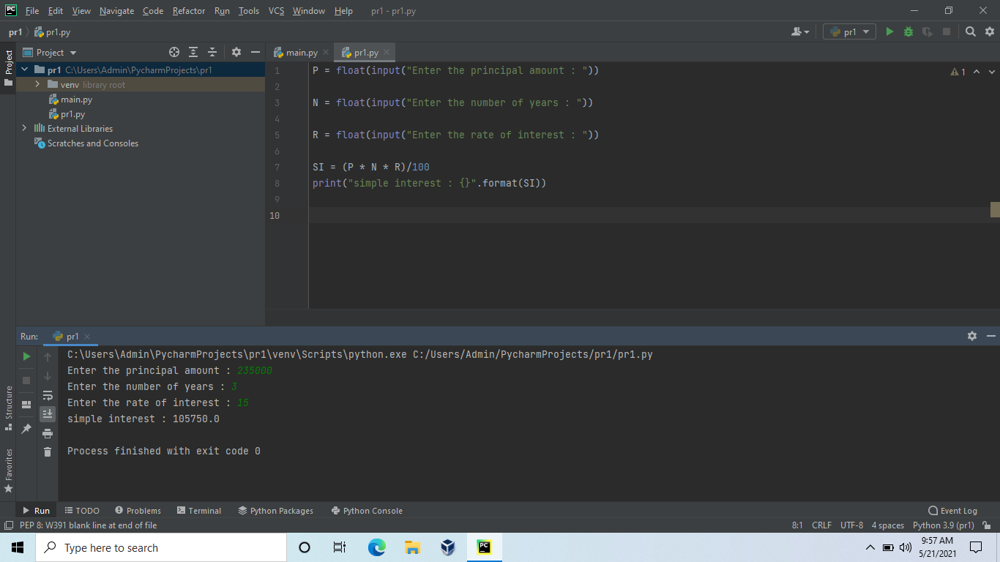 PC File Edit View Navigate Code Refactor Run Tools VCS Window Help pr1 - pr1.py
pr1 pr1.py pr1
Project
Project
main.py pr1.py
pr1 C:\Users\Admin\PycharmProjects\pr1
venv library root
main.py
pr1.py
External Libraries
Scratches and Consoles
1 P = float(input("Enter the principal amount : "))
2
3 N = float(input("Enter the number of years : "))
4
5 R = float(input("Enter the rate of interest : "))
6
7 SI = (P * N * R)/100
8 print("simple interest : {}".format(SI))
9
10
1
Run: pr1
C:\Users\Admin\PycharmProjects\pr1\venv\Scripts\python.exe C:/Users/Admin/PycharmProjects/pr1/pr1.py
Enter the principal amount : 235000
Enter the number of years : 3
Enter the rate of interest : 15
simple interest : 105750.0
Process finished with exit code 0
Structure
Favorites
Run TODO Problems Terminal Python Packages Python Console Event Log
PEP 8: W391 blank line at end of file 8:1 CRLF UTF-8 4 spaces Python 3.9 (pr1)
Type here to search PC 9:57 AM
5/21/2021